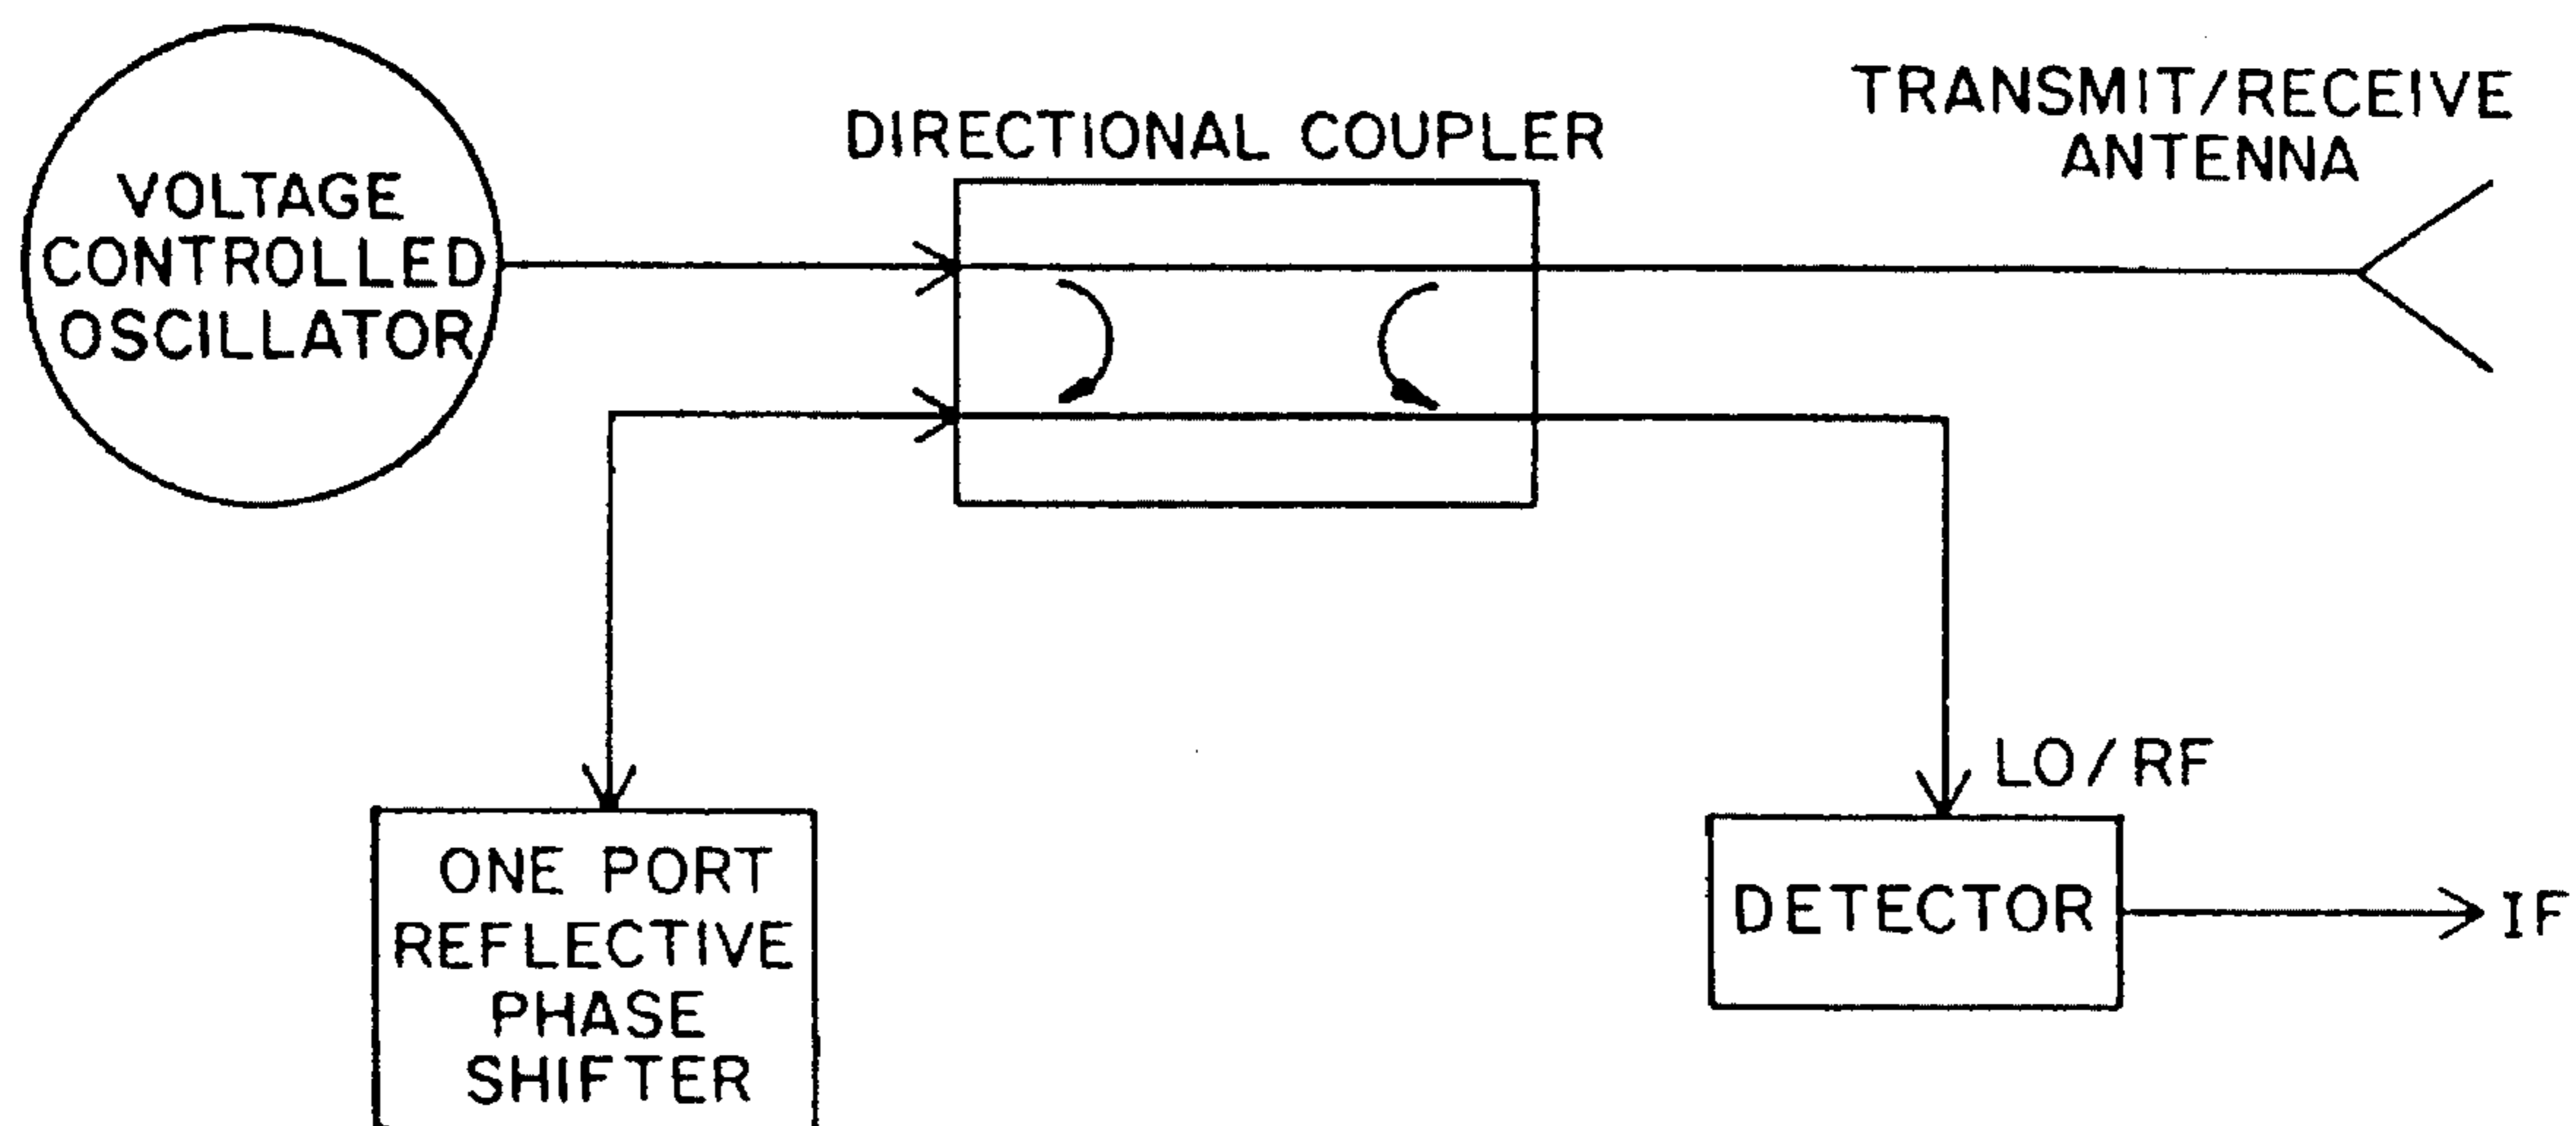 VOLTAGE
CONTROLLED
OSCILLATOR
DIRECTIONAL COUPLER
TRANSMIT/RECEIVE
ANTENNA
ONE PORT
REFLECTIVE
PHASE
SHIFTER
LO/RF
DETECTOR
IF